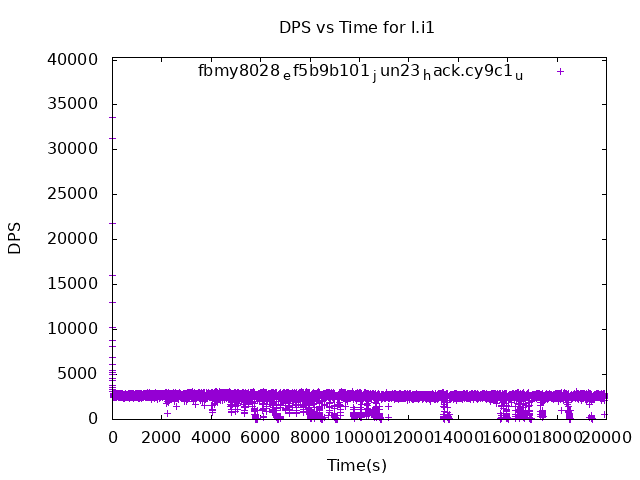 DPS vs Time for l.i1
fbmy8028ₑf5b9b101ⱼun23ₕack.cy9c1ᵤ
40000
35000
30000
25000
20000
15000
10000
5000
0
DPS
0 2000 4000 6000 8000 10000 12000 14000 16000 18000 20000
Time(s)